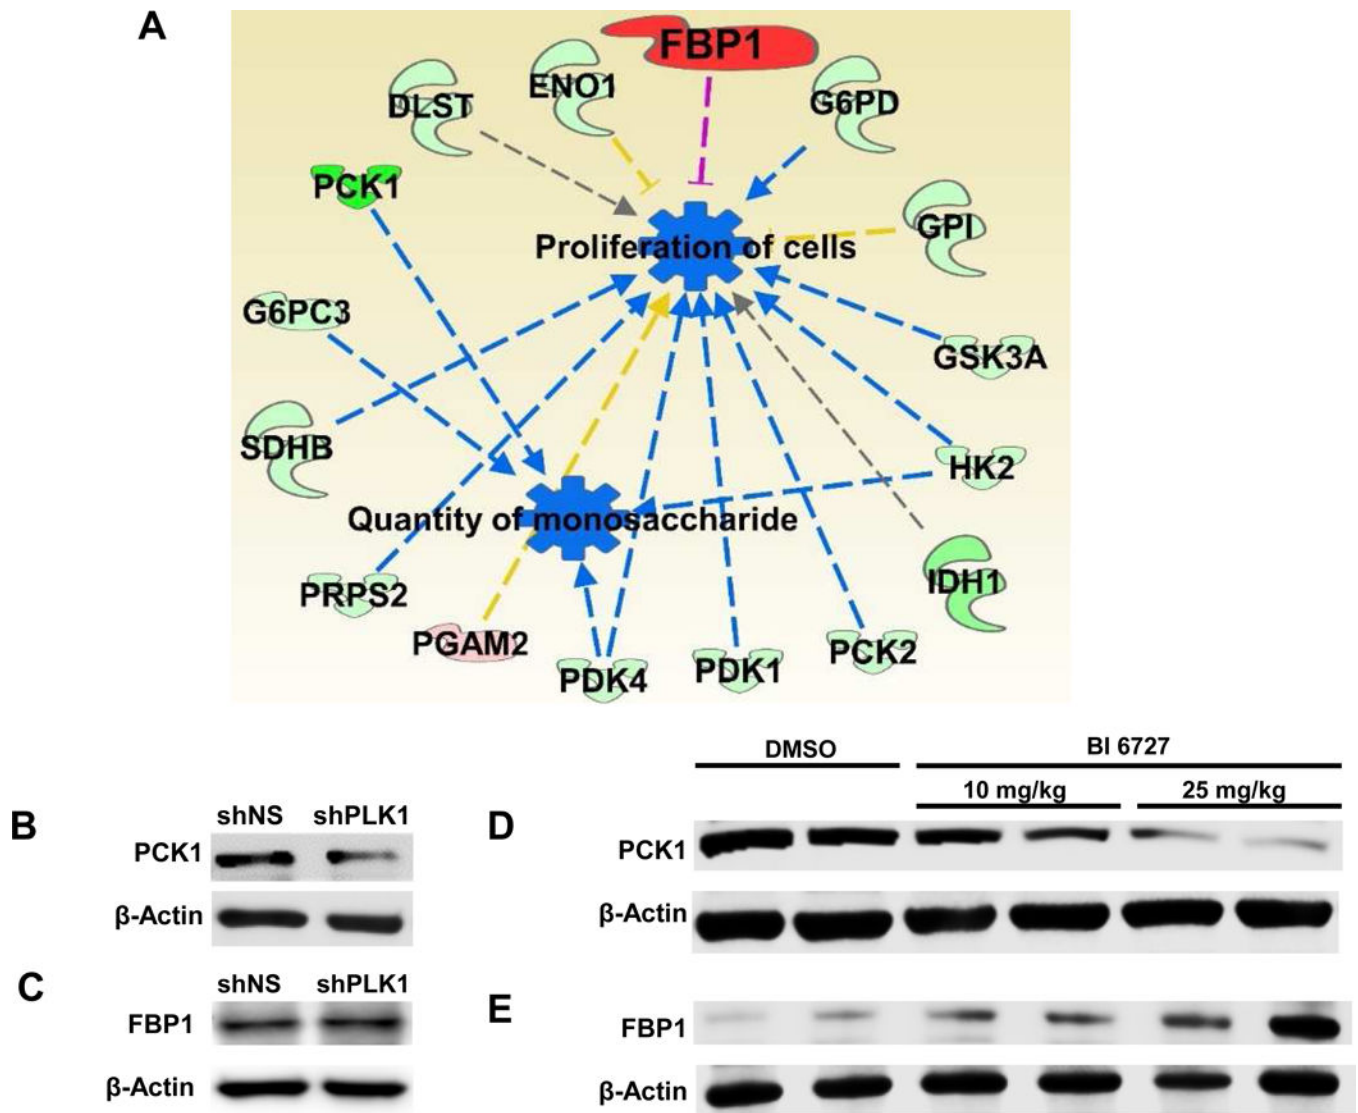 A
FBP1
ENO1
DLST
G6PD
PCK1
GPI
Proliferation of cells
G6PC3
GSK3A
SDHB
HK2
Quantity of monosaccharide
IDH1
PRPS2
PGAM2
PCK2
PDK4
PDK1
B
shNS shPLK1
PCK1
β-Actin
C
shNS shPLK1
FBP1
β-Actin
D
DMSO BI 6727
10 mg/kg 25 mg/kg
PCK1
β-Actin
E
FBP1
β-Actin